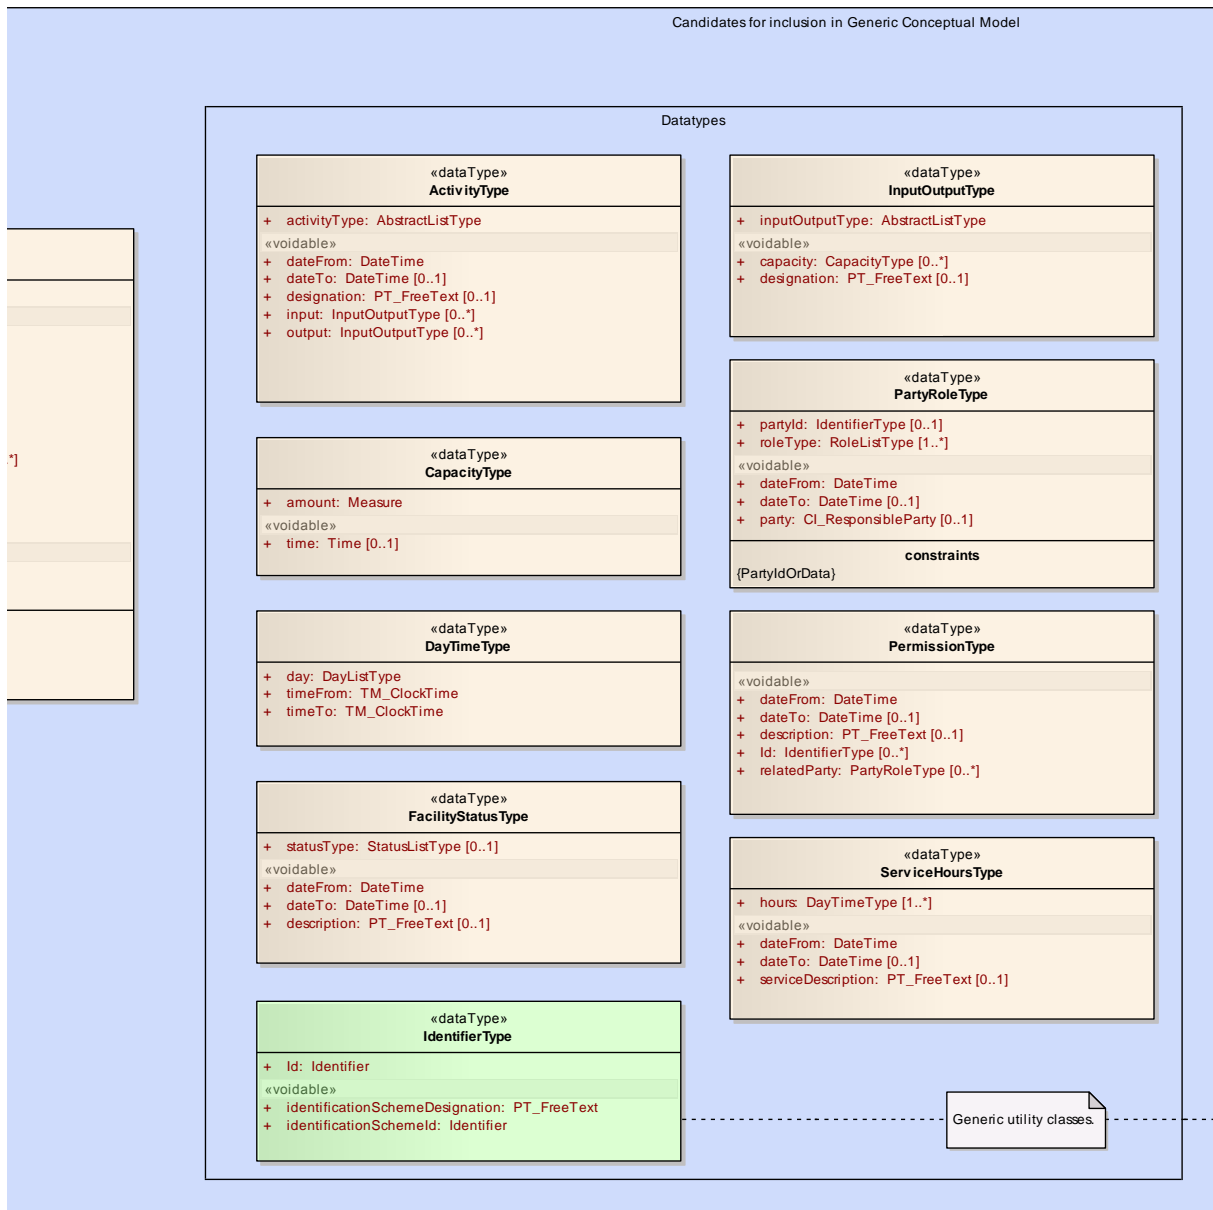 Candidates for inclusion in Generic Conceptual Model
Datatypes
«dataType»
ActivityType
+ activityType: AbstractListType
«voidable»
+ dateFrom: DateTime
+ dateTo: DateTime [0..1]
+ designation: PT_FreeText [0..1]
+ input: InputOutputType [0..*]
+ output: InputOutputType [0..*]
«dataType»
InputOutputType
+ inputOutputType: AbstractListType
«voidable»
+ capacity: CapacityType [0..*]
+ designation: PT_FreeText [0..1]
«dataType»
PartyRoleType
+ partyId: IdentifierType [0..1]
+ roleType: RoleListType [1..*]
«voidable»
+ dateFrom: DateTime
+ dateTo: DateTime [0..1]
+ party: CI_ResponsibleParty [0..1]
constraints
{PartyIdOrData}
.*]
«dataType»
CapacityType
+ amount: Measure
«voidable»
+ time: Time [0..1]
«dataType»
DayTimeType
+ day: DayListType
+ timeFrom: TM_ClockTime
+ timeTo: TM_ClockTime
«dataType»
PermissionType
«voidable»
+ dateFrom: DateTime
+ dateTo: DateTime [0..1]
+ description: PT_FreeText [0..1]
+ Id: IdentifierType [0..*]
+ relatedParty: PartyRoleType [0..*]
«dataType»
FacilityStatusType
+ statusType: StatusListType [0..1]
«voidable»
+ dateFrom: DateTime
+ dateTo: DateTime [0..1]
+ description: PT_FreeText [0..1]
«dataType»
ServiceHoursType
+ hours: DayTimeType [1..*]
«voidable»
+ dateFrom: DateTime
+ dateTo: DateTime [0..1]
+ serviceDescription: PT_FreeText [0..1]
«dataType»
IdentifierType
+ Id: Identifier
«voidable»
+ identificationSchemeDesignation: PT_FreeText
+ identificationSchemeId: Identifier
Generic utility classes.